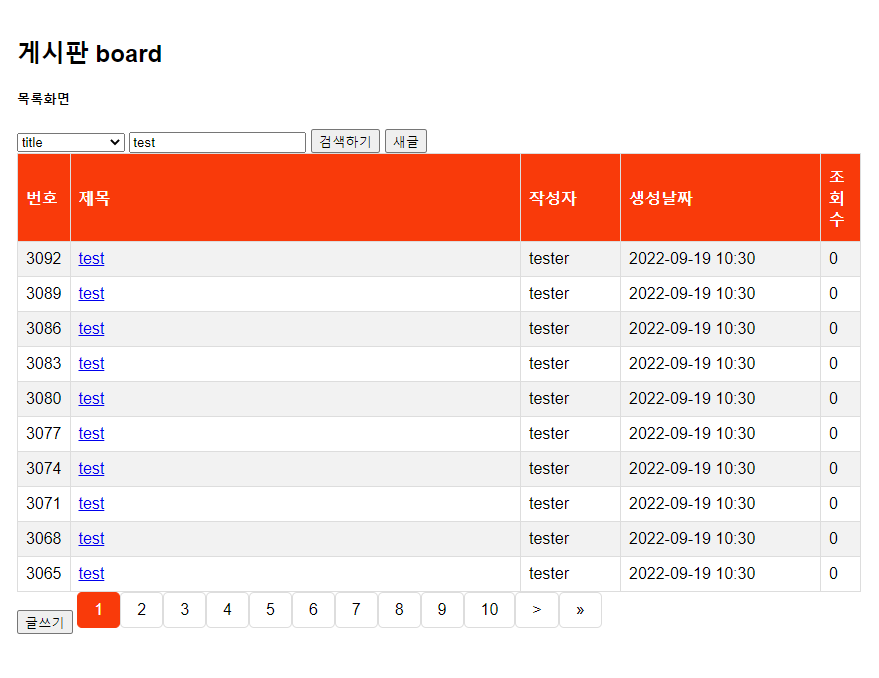 게시판 board
목록화면
title test 검색하기 새글
번호 제목 작성자 생성날짜 조회수
3092 test tester 2022-09-19 10:30 0
3089 test tester 2022-09-19 10:30 0
3086 test tester 2022-09-19 10:30 0
3083 test tester 2022-09-19 10:30 0
3080 test tester 2022-09-19 10:30 0
3077 test tester 2022-09-19 10:30 0
3074 test tester 2022-09-19 10:30 0
3071 test tester 2022-09-19 10:30 0
3068 test tester 2022-09-19 10:30 0
3065 test tester 2022-09-19 10:30 0
글쓰기 1 2 3 4 5 6 7 8 9 10 > »